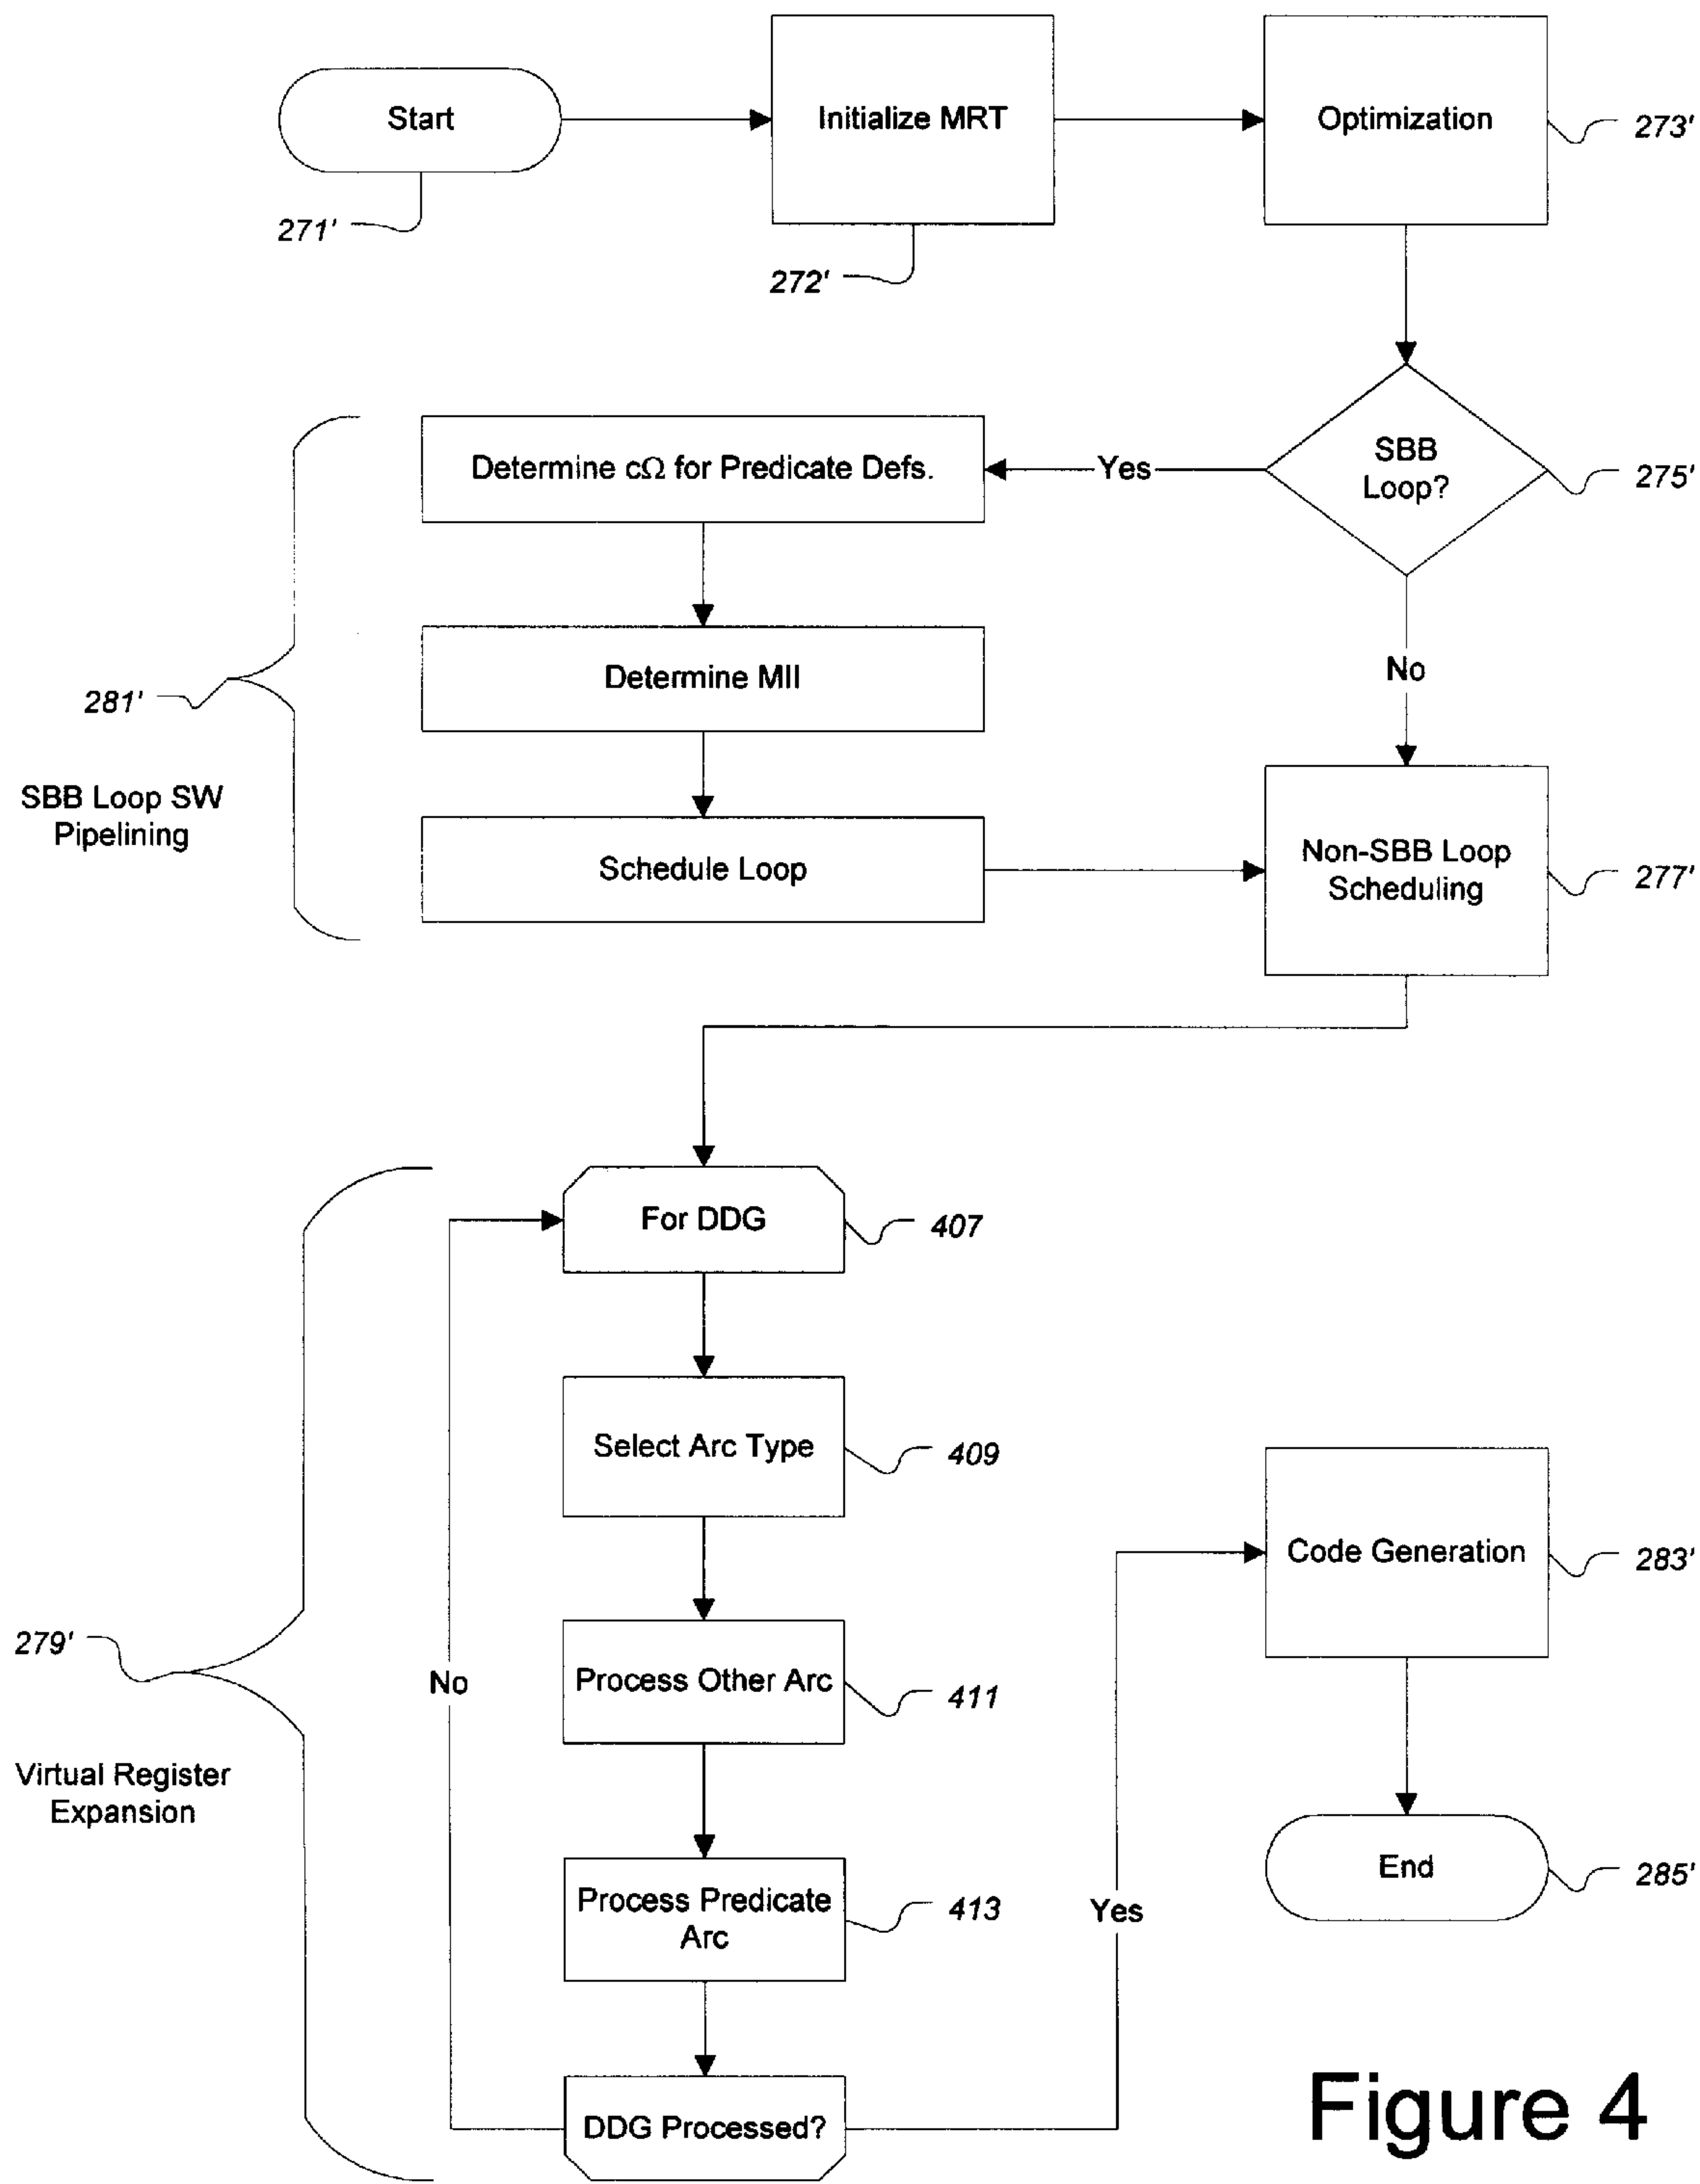 Start
271'
Initialize MRT
272'
Optimization
273'
SBB
Loop?
275'
Yes
No
Determine cΩ for Predicate Defs.
Determine MII
Schedule Loop
281'
SBB Loop SW
Pipelining
Non-SBB Loop
Scheduling
277'
For DDG
407
Select Arc Type
409
Process Other Arc
411
Process Predicate
Arc
413
DDG Processed?
No
Yes
279'
Virtual Register
Expansion
Code Generation
283'
End
285'
Figure 4